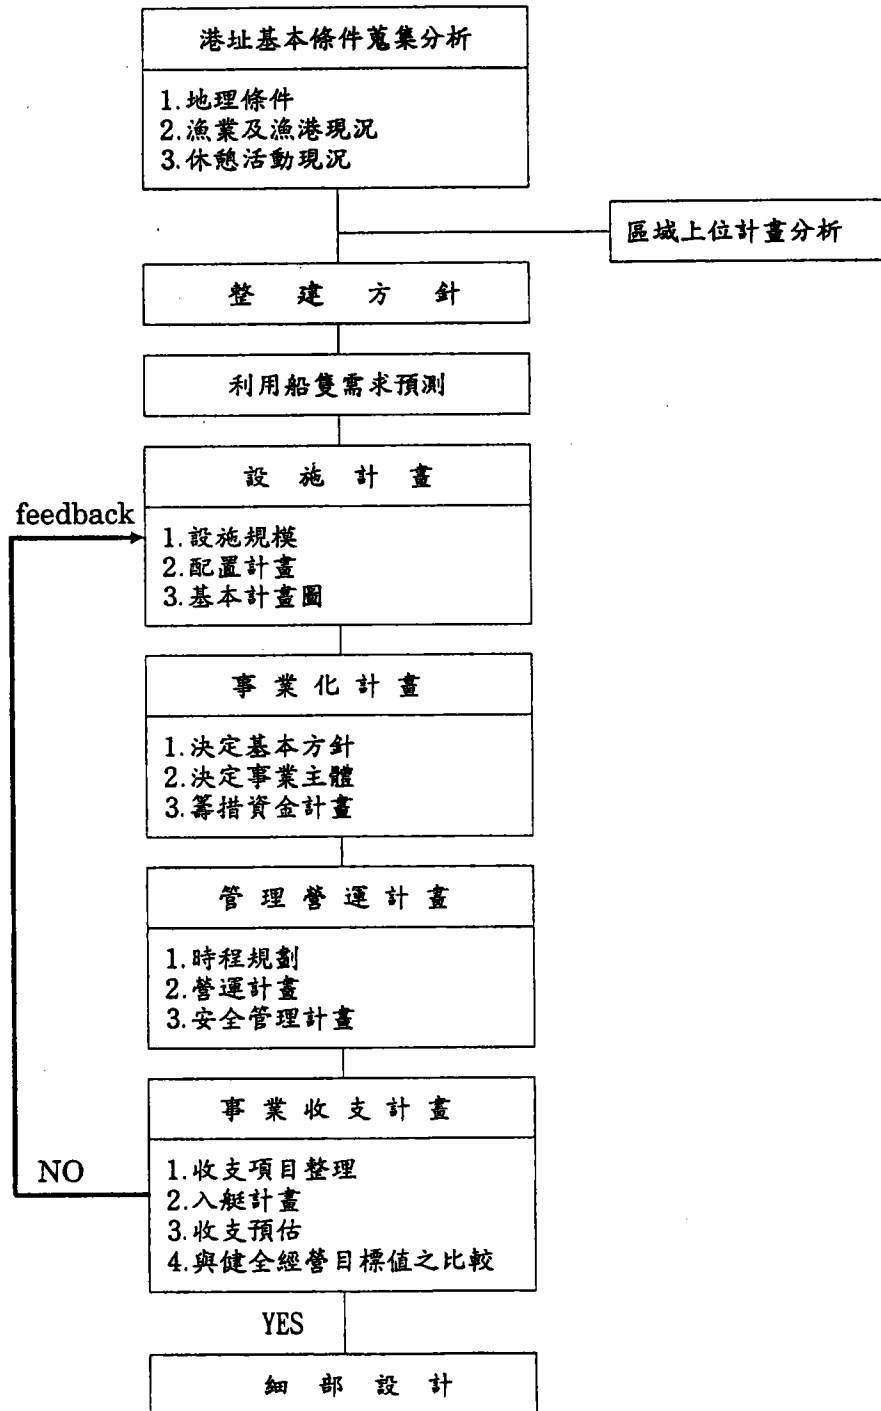 港址基本條件蒐集分析
1.地理條件
2.漁業及漁港現況
3.休憩活動現況
區域上位計畫分析
整建方針
利用船隻需求預測
設施計畫
feedback
1.設施規模
2.配置計畫
3.基本計畫圖
事業化計畫
1.決定基本方針
2.決定事業主體
3.籌措資金計畫
管理營運計畫
1.時程規劃
2.營運計畫
3.安全管理計畫
事業收支計畫
NO
1.收支項目整理
2.入艇計畫
3.收支預估
4.與健全經營目標值之比較
YES
細部設計